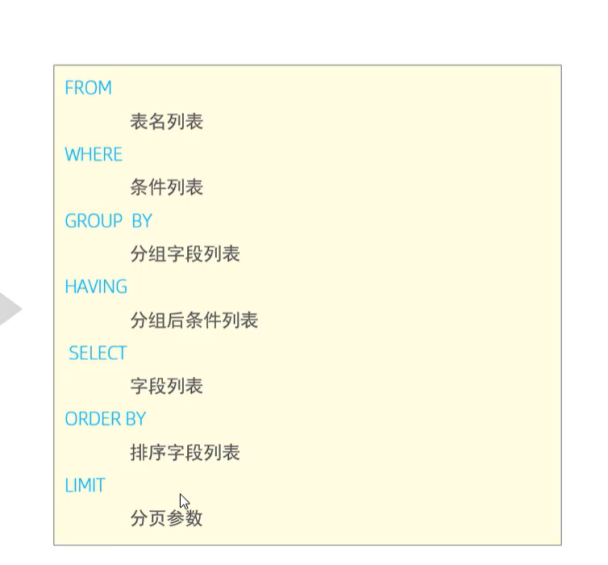 FROM
表名列表
WHERE
条件列表
GROUP BY
分组字段列表
HAVING
分组后条件列表
SELECT
字段列表
ORDER BY
排序字段列表
LIMIT
分页参数